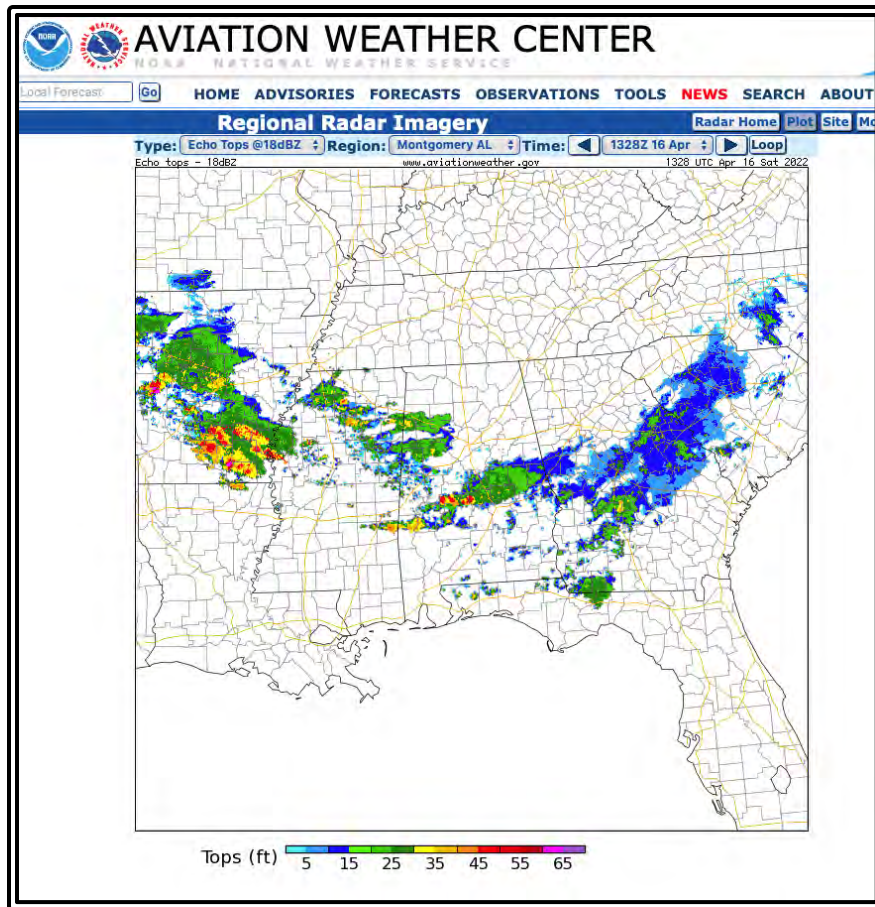 NOAA
AVIATION WEATHER CENTER
NOAA NATIONAL WEATHER SERVICE
Local Forecast Go HOME ADVISORIES FORECASTS OBSERVATIONS TOOLS NEWS SEARCH ABOUT
Regional Radar Imagery Radar Home Plot Site Mo
Type: Echo Tops @18dBZ Region: Montgomery AL Time: 1328Z 16 Apr Loop
Echo tops - 18dBZ www.aviationweather.gov 1328 UTC Apr 16 Sat 2022
Tops (ft) 5 15 25 35 45 55 65